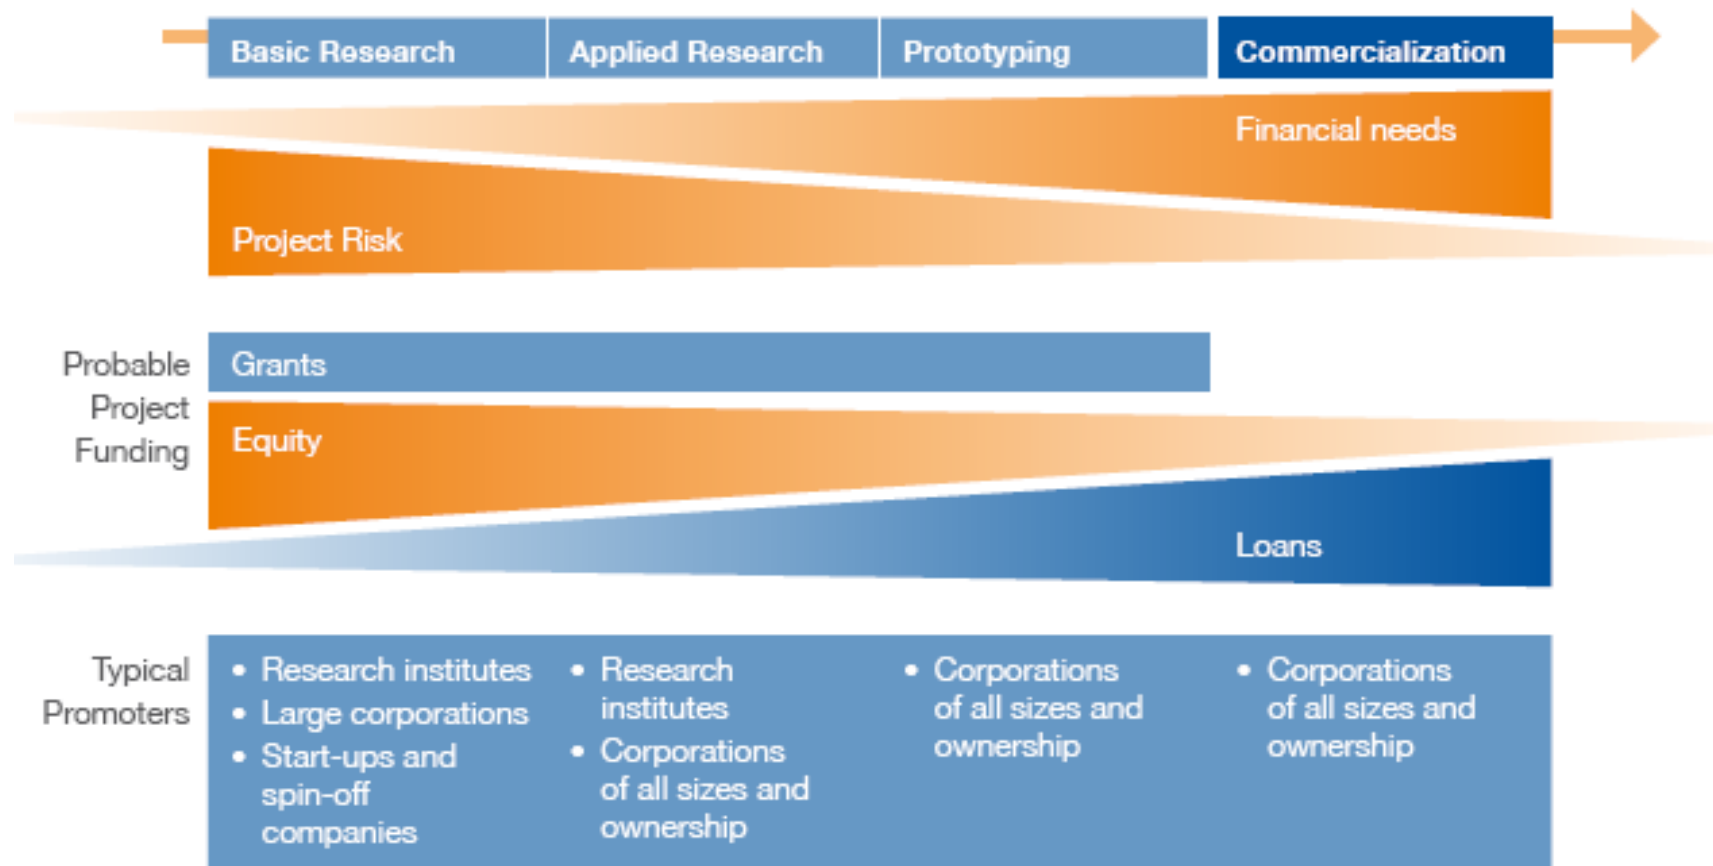 Basic Research
Applied Research
Prototyping
Commercialization
Financial needs
Project Risk
Probable
Project
Funding
Grants
Equity
Loans
Typical
Promoters
• Research institutes
• Large corporations
• Start-ups and
spin-off
companies
• Research
institutes
• Corporations
of all sizes and
ownership
• Corporations
of all sizes and
ownership
• Corporations
of all sizes and
ownership